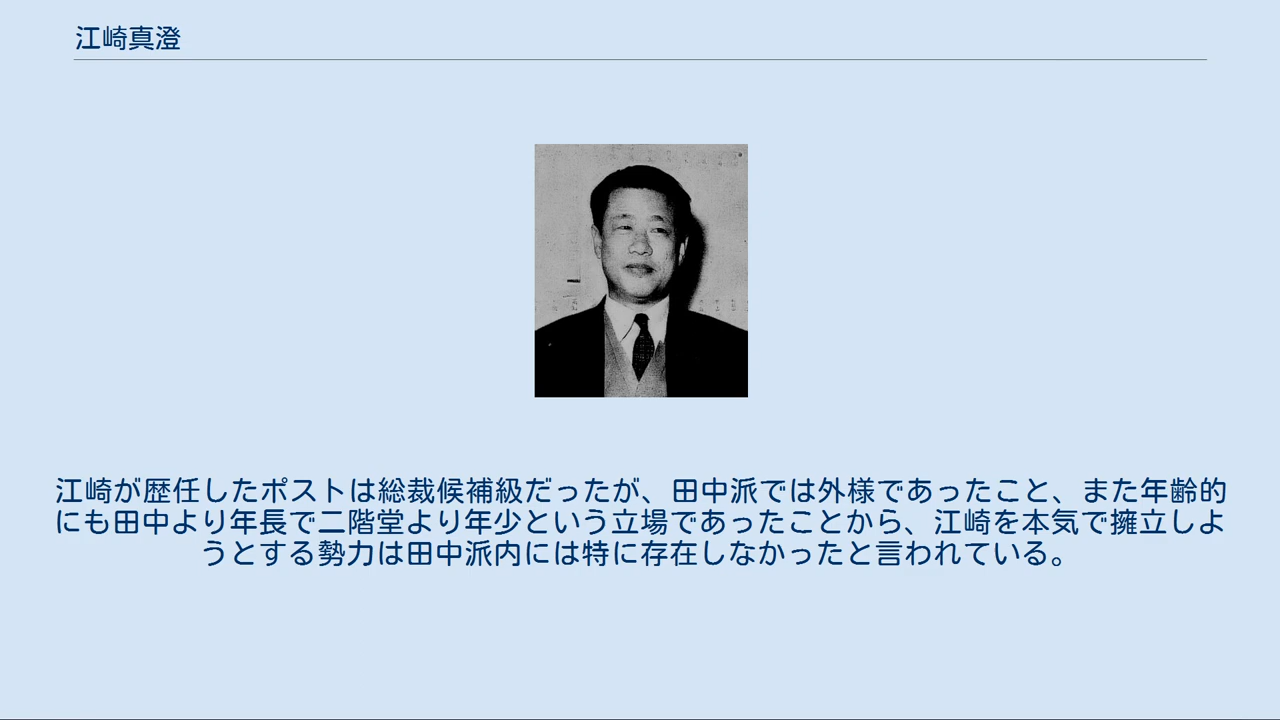 江崎真澄
江崎が歴任したポストは総裁候補級だったが、田中派では外様であったこと、また年齢的
にも田中より年長で二階堂より年少という立場であったことから、江崎を本気で擁立しよ
うとする勢力は田中派内には特に存在しなかったと言われている。